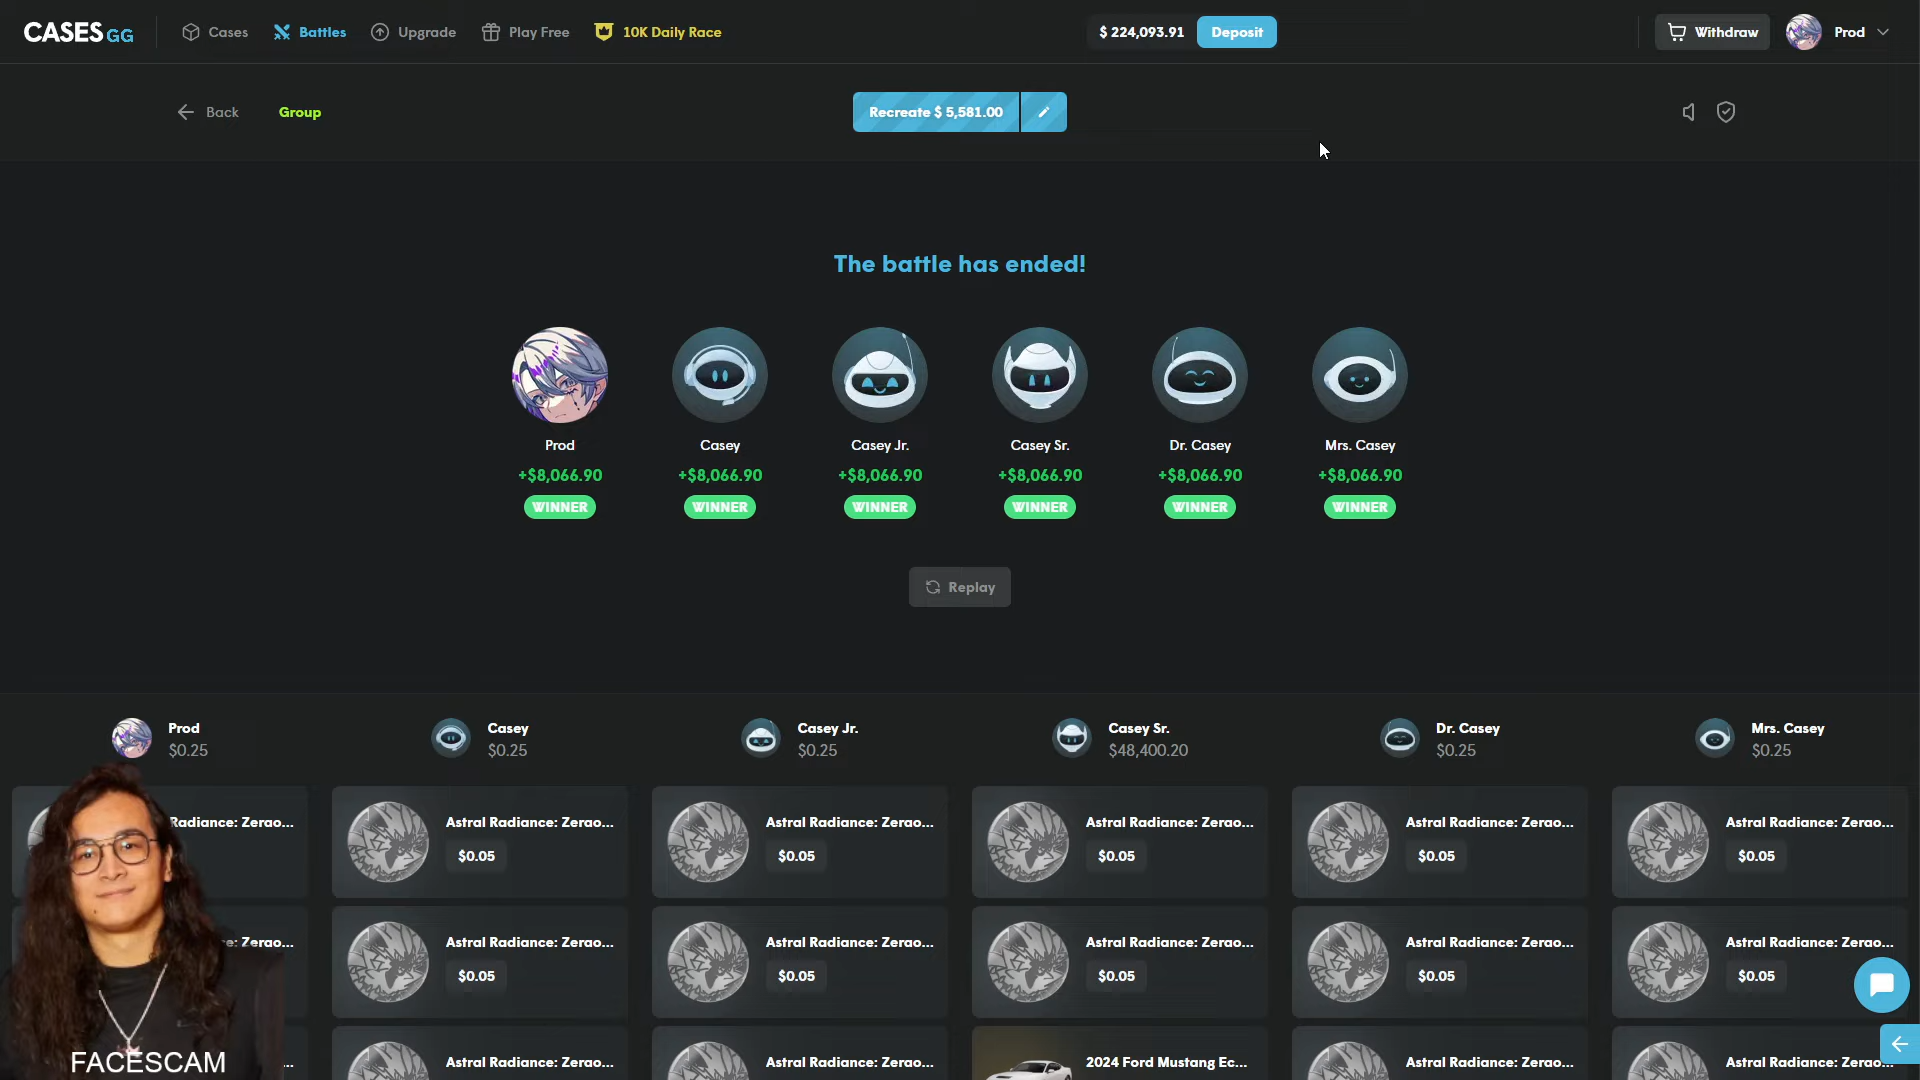 CASES GG
Cases
Battles
Upgrade
Play Free
10K Daily Race
$ 224,093.91
Deposit
Withdraw
Prod
Back
Group
Recreate $ 5,581.00
The battle has ended!
Prod
Casey
Casey Jr.
Casey Sr.
Dr. Casey
Mrs. Casey
+$8,066.90
+$8,066.90
+$8,066.90
+$8,066.90
+$8,066.90
+$8,066.90
WINNER
WINNER
WINNER
WINNER
WINNER
WINNER
Replay
Prod
$0.25
Casey
$0.25
Casey Jr.
$0.25
Casey Sr.
$48,400.20
Dr. Casey
$0.25
Mrs. Casey
$0.25
Radiance: Zerao...
Astral Radiance: Zerao...
$0.05
Astral Radiance: Zerao...
$0.05
Astral Radiance: Zerao...
$0.05
Astral Radiance: Zerao...
$0.05
Astral Radiance: Zerao...
$0.05
e: Zerao...
Astral Radiance: Zerao...
$0.05
Astral Radiance: Zerao...
$0.05
Astral Radiance: Zerao...
$0.05
Astral Radiance: Zerao...
$0.05
Astral Radiance: Zerao...
$0.05
...
Astral Radiance: Zerao...
Astral Radiance: Zerao...
2024 Ford Mustang Ec...
Astral Radiance: Zerao...
Astral Radiance: Zerao...
FACESCAM